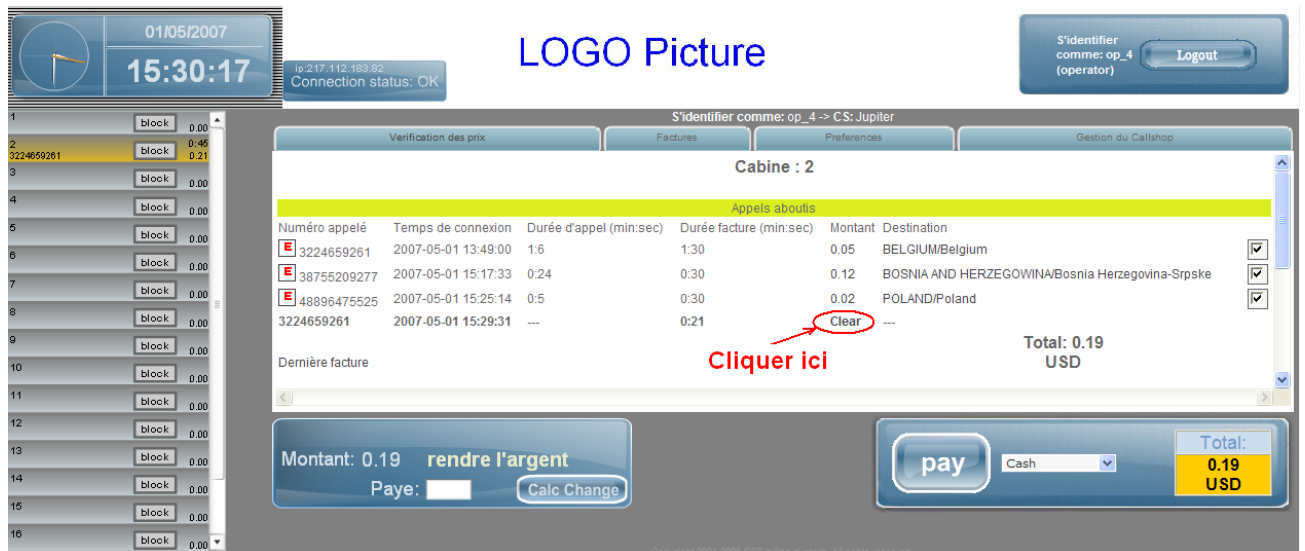 01/05/2007
15:30:17
ip:217.112.183.82
Connection status: OK
LOGO Picture
S'identifier
comme: op_4
(operator)
Logout
1 block 0.00
2 block 0:45
3224659261 0.21
3 block 0.00
4 block 0.00
5 block 0.00
6 block 0.00
7 block 0.00
8 block 0.00
9 block 0.00
10 block 0.00
11 block 0.00
12 block 0.00
13 block 0.00
14 block 0.00
15 block 0.00
16 block 0.00
S'identifier comme: op_4 -> CS: Jupiter
Verification des prix Factures Preferences Gestion du Callshop
Cabine : 2
Appels aboutis
Numéro appelé Temps de connexion Durée d'appel (min:sec) Durée facture (min:sec) Montant Destination
E 3224659261 2007-05-01 13:49:00 1:6 1:30 0.05 BELGIUM/Belgium
E 38755209277 2007-05-01 15:17:33 0:24 0:30 0.12 BOSNIA AND HERZEGOWINA/Bosnia Herzegovina-Srpske
E 48896475525 2007-05-01 15:25:14 0:5 0:30 0.02 POLAND/Poland
3224659261 2007-05-01 15:29:31 --- 0:21 Clear ---
Cliquer ici
Total: 0.19
USD
Dernière facture
Montant: 0.19 rendre l'argent
Paye: Calc Change
pay Cash
Total:
0.19
USD